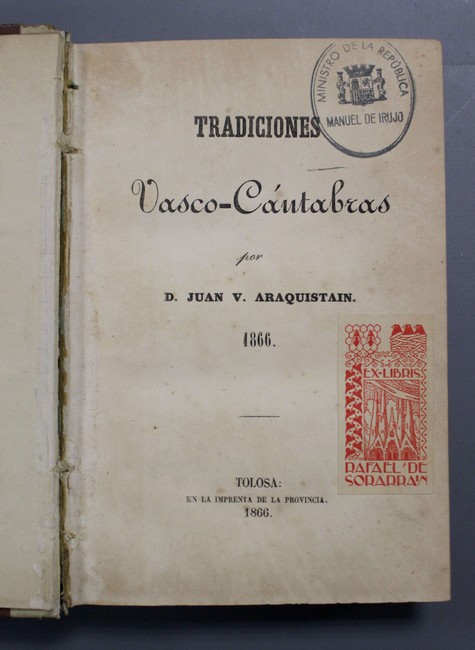 MINISTRO DE LA REPÚBLICA
MANUEL DE IRUJO
TRADICIONES
Vasco-Cántabras
por
D. JUAN V. ARAQUISTAIN.
1866.
EX-LIBRIS
RAFAEL DE
SORARRAIN
TOLOSA:
EN LA IMPRENTA DE LA PROVINCIA.
1866.